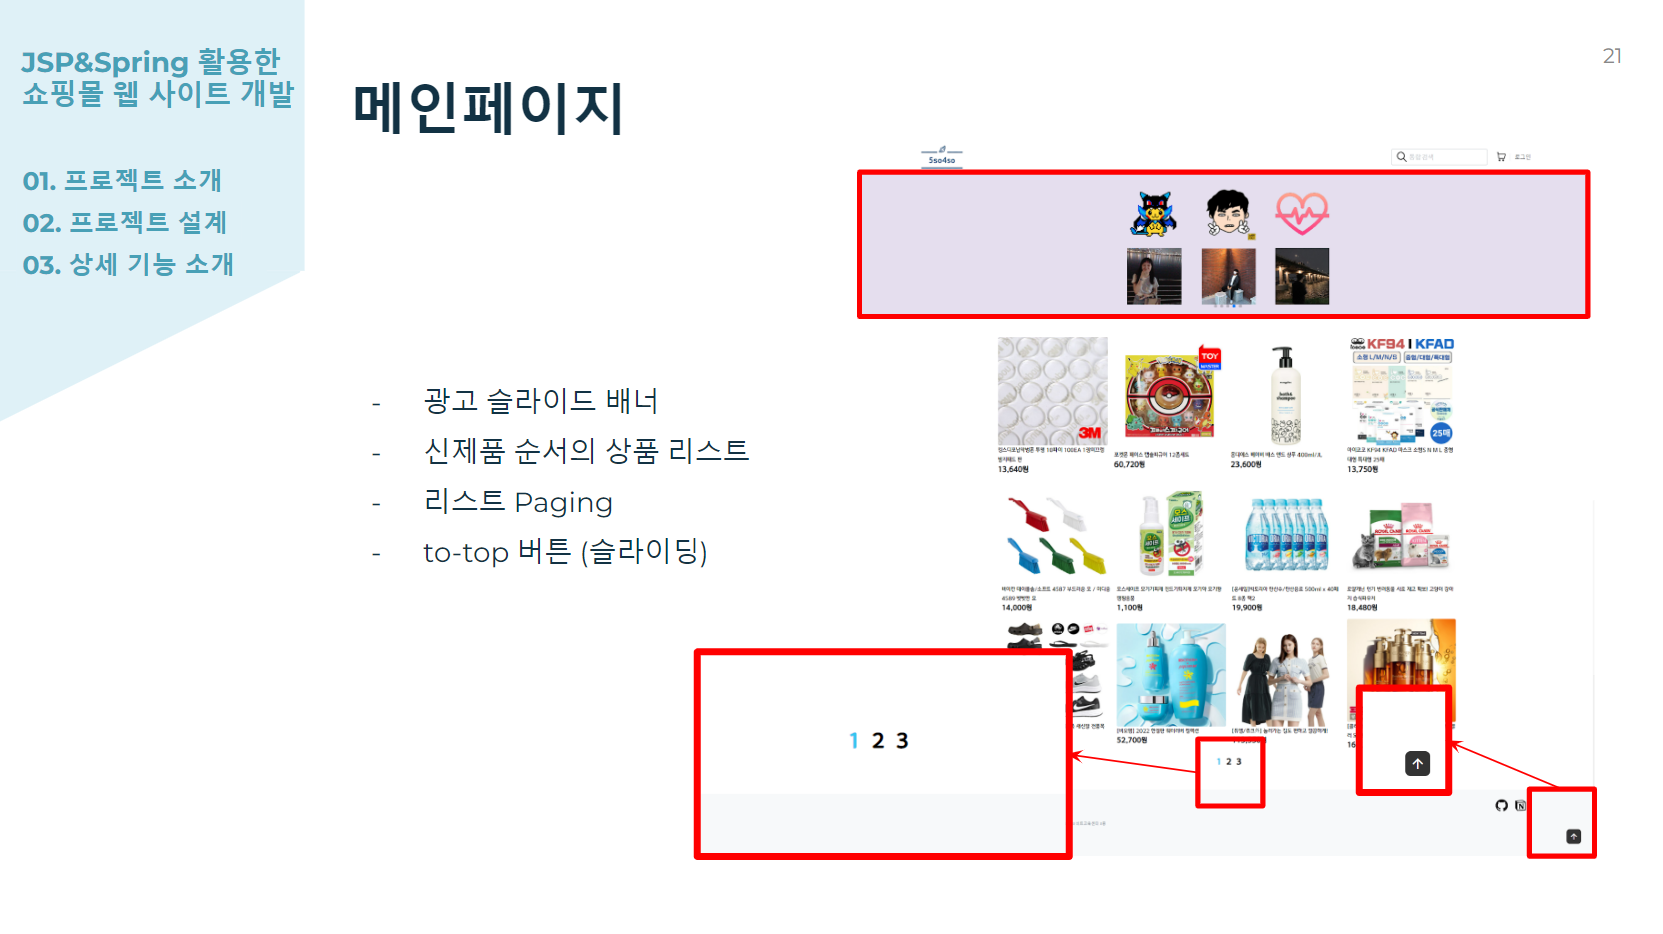 JSP&Spring 활용한
쇼핑몰 웹 사이트 개발
01. 프로젝트 소개
02. 프로젝트 설계
03. 상세 기능 소개
21
메인페이지
- 광고 슬라이드 배너
- 신제품 순서의 상품 리스트
- 리스트 Paging
- to-top 버튼 (슬라이딩)
5so4so
로그인
3M
TOY
KF94 KFAD
25매
13,640원
60,720원
23,600원
13,750원
14,000원
1,100원
19,900원
18,480원
52,700원
1 2 3
1 2 3